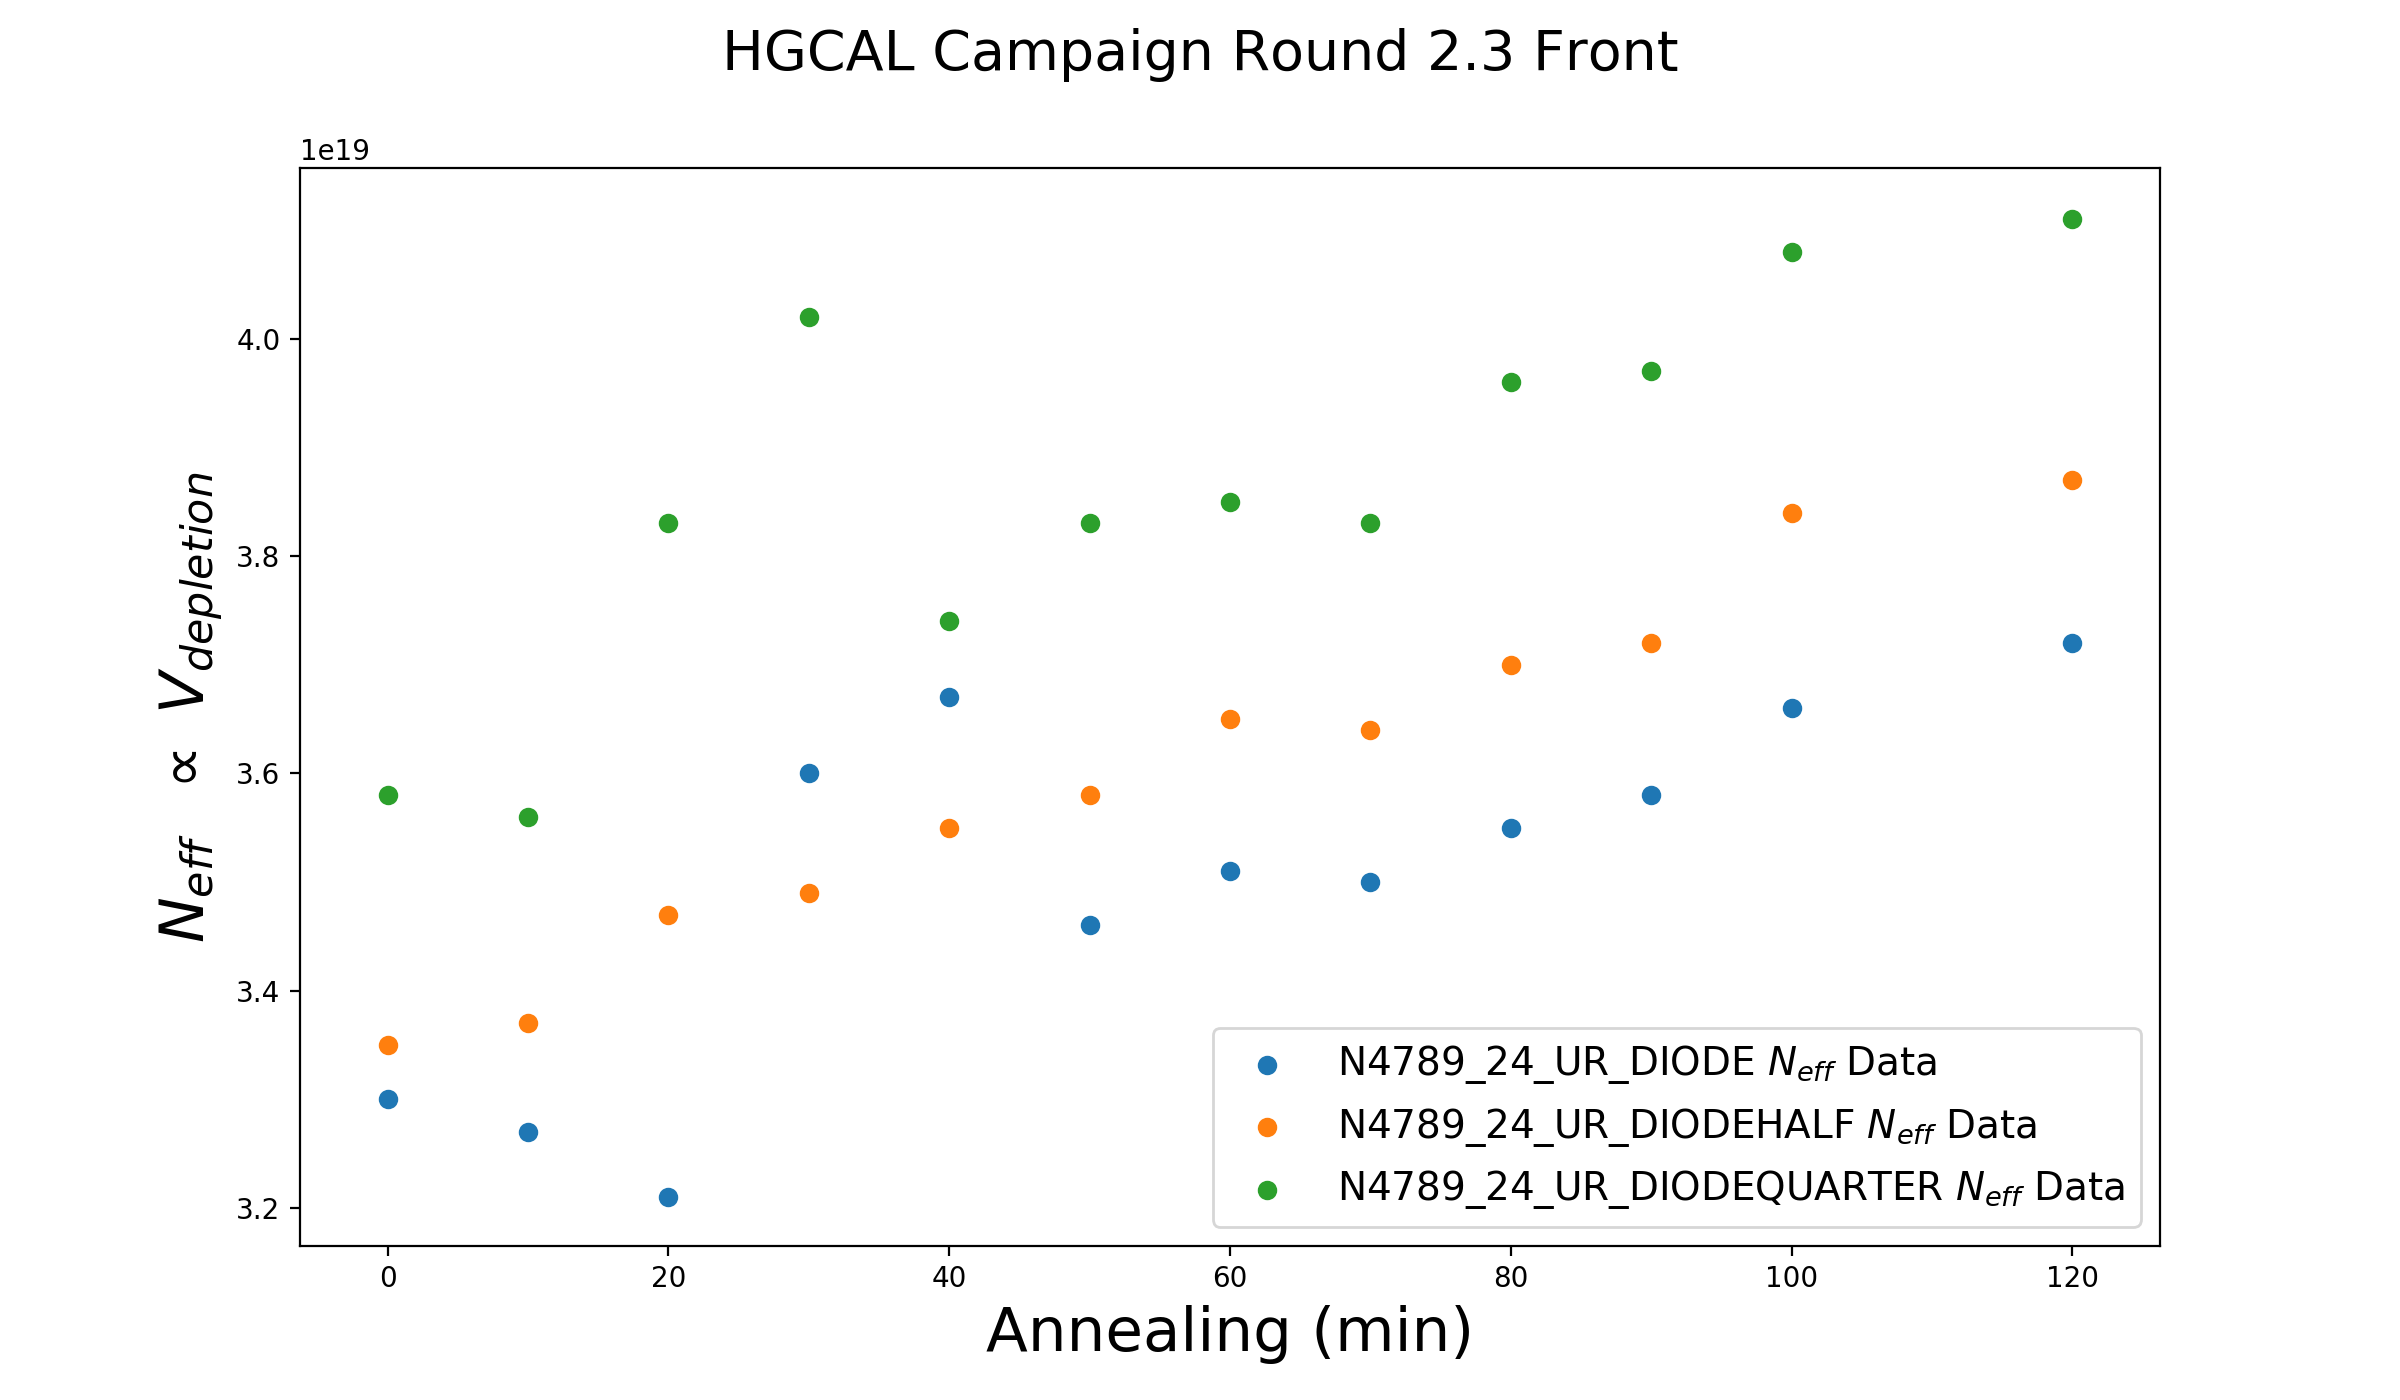 HGCAL Campaign Round 2.3 Front
1e19
4.0
3.8
3.6
3.4
3.2
N_eff ∝ V_depletion
N4789_24_UR_DIODE N_eff Data
N4789_24_UR_DIODEHALF N_eff Data
N4789_24_UR_DIODEQUARTER N_eff Data
0 20 40 60 80 100 120
Annealing (min)